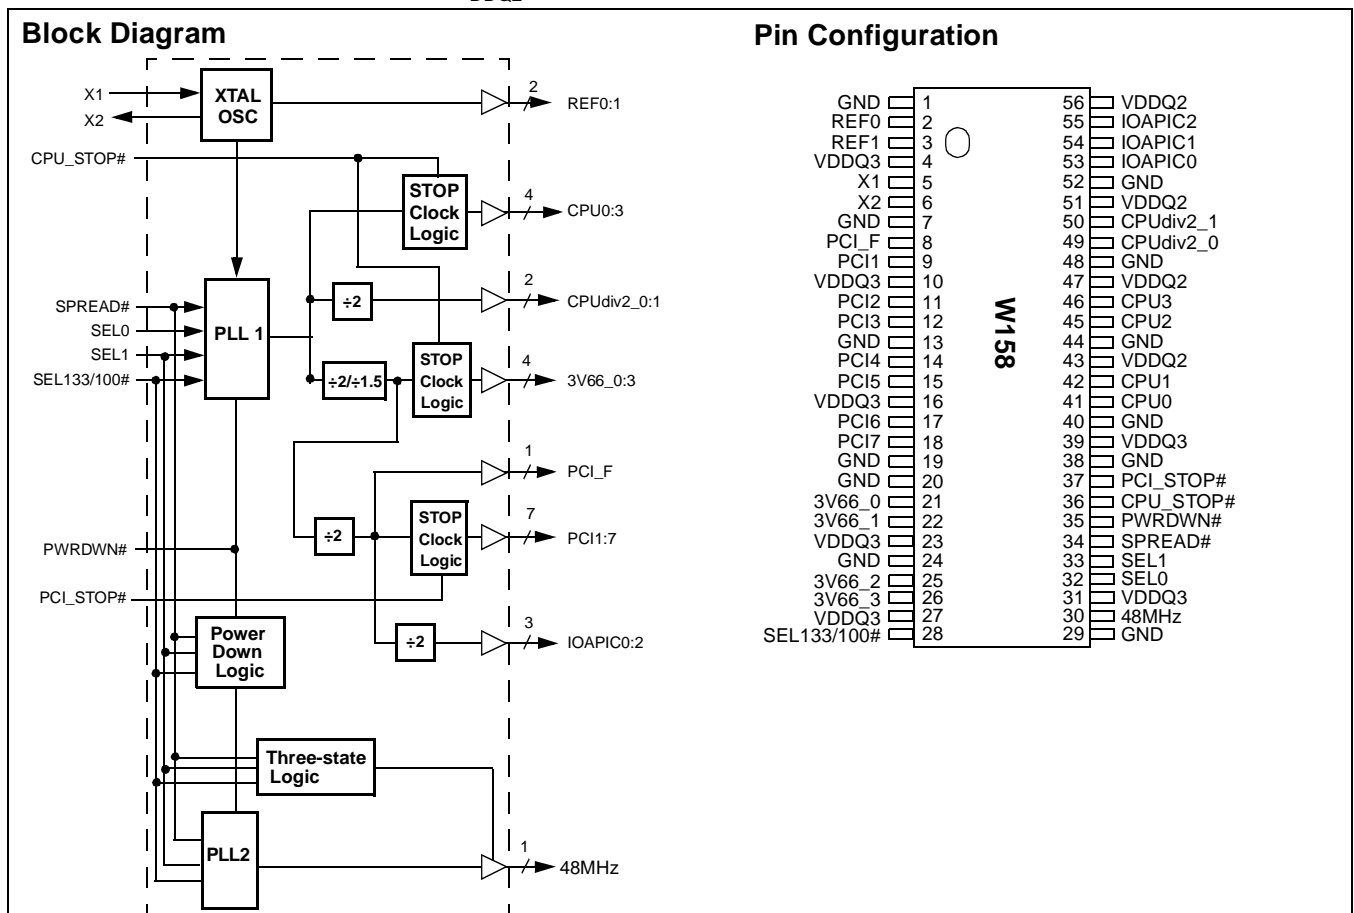 DDQ2
Block Diagram
X1
X2
XTAL
OSC
2
REF0:1
CPU_STOP#
STOP
Clock
Logic
4
CPU0:3
SPREAD#
SEL0
SEL1
SEL133/100#
PLL 1
÷2
2
CPUdiv2_0:1
÷2/÷1.5
STOP
Clock
Logic
4
3V66_0:3
1
PCI_F
÷2
STOP
Clock
Logic
7
PCI1:7
PWRDWN#
PCI_STOP#
Power
Down
Logic
÷2
3
IOAPIC0:2
Three-state
Logic
PLL2
1
48MHz
Pin Configuration
W158
GND 1
REF0 2
REF1 3
VDDQ3 4
X1 5
X2 6
GND 7
PCI_F 8
PCI1 9
VDDQ3 10
PCI2 11
PCI3 12
GND 13
PCI4 14
PCI5 15
VDDQ3 16
PCI6 17
PCI7 18
GND 19
GND 20
3V66_0 21
3V66_1 22
VDDQ3 23
GND 24
3V66_2 25
3V66_3 26
VDDQ3 27
SEL133/100# 28
56 VDDQ2
55 IOAPIC2
54 IOAPIC1
53 IOAPIC0
52 GND
51 VDDQ2
50 CPUdiv2_1
49 CPUdiv2_0
48 GND
47 VDDQ2
46 CPU3
45 CPU2
44 GND
43 VDDQ2
42 CPU1
41 CPU0
40 GND
39 VDDQ3
38 GND
37 PCI_STOP#
36 CPU_STOP#
35 PWRDWN#
34 SPREAD#
33 SEL1
32 SEL0
31 VDDQ3
30 48MHz
29 GND